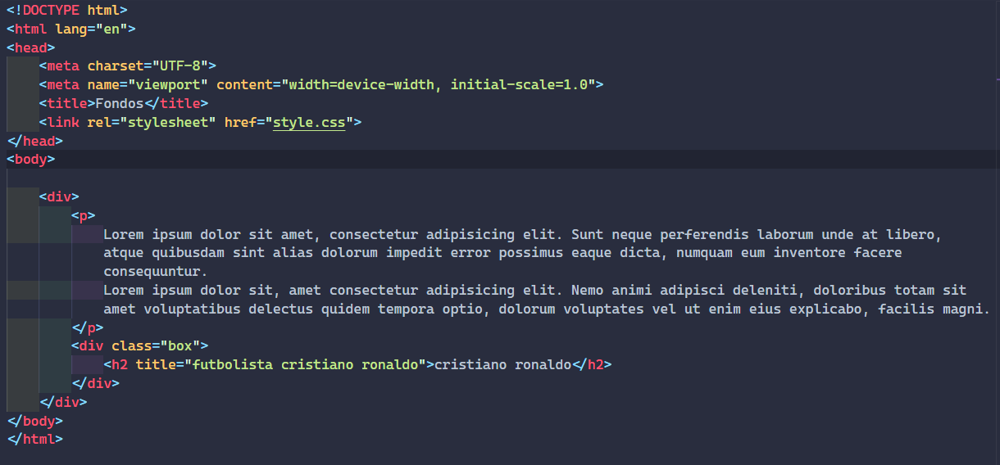 <!DOCTYPE html>
<html lang="en">
<head>
    <meta charset="UTF-8">
    <meta name="viewport" content="width=device-width, initial-scale=1.0">
    <title>Fondos</title>
    <link rel="stylesheet" href="style.css">
</head>
<body>
    <div>
        <p>
            Lorem ipsum dolor sit amet, consectetur adipisicing elit. Sunt neque perferendis laborum unde at libero,
            atque quibusdam sint alias dolorum impedit error possimus eaque dicta, numquam eum inventore facere
            consequuntur.
            Lorem ipsum dolor sit, amet consectetur adipisicing elit. Nemo animi adipisci deleniti, doloribus totam sit
            amet voluptatibus delectus quidem tempora optio, dolorum voluptates vel ut enim eius explicabo, facilis magni.
        </p>
        <div class="box">
            <h2 title="futbolista cristiano ronaldo">cristiano ronaldo</h2>
        </div>
    </div>
</body>
</html>